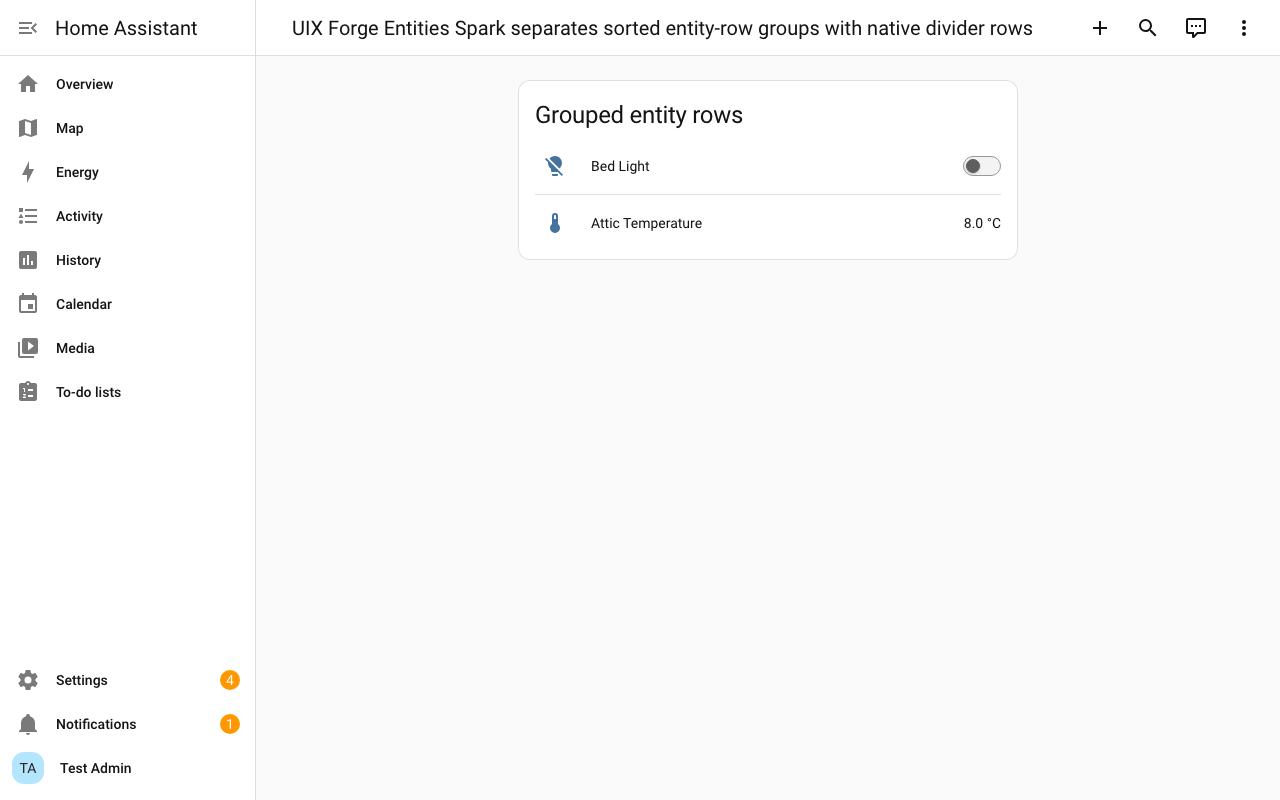 Home Assistant
UIX Forge Entities Spark separates sorted entity-row groups with native divider rows
Overview
Map
Energy
Activity
History
Calendar
Media
To-do lists
Settings 4
Notifications 1
TA Test Admin
Grouped entity rows
Bed Light
Attic Temperature 8.0 °C